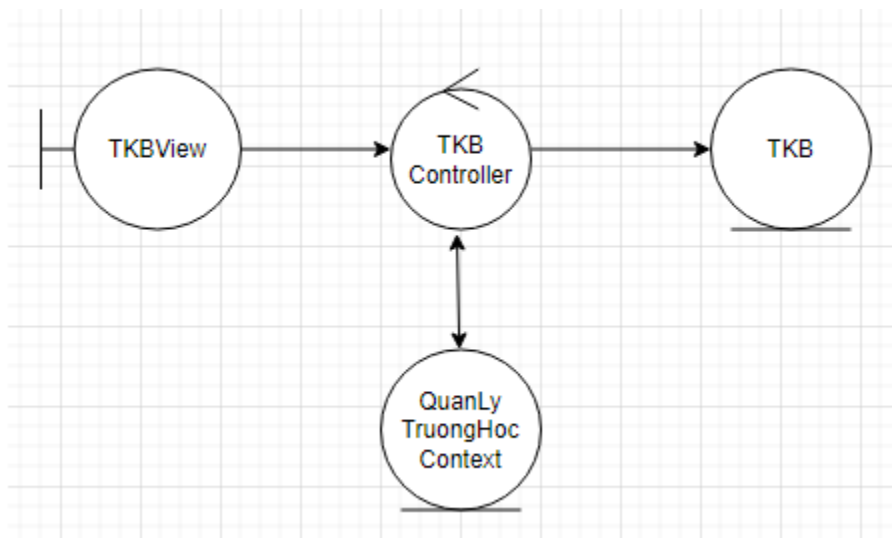 TKBView
TKB
Controller
TKB
QuanLy
TruongHoc
Context